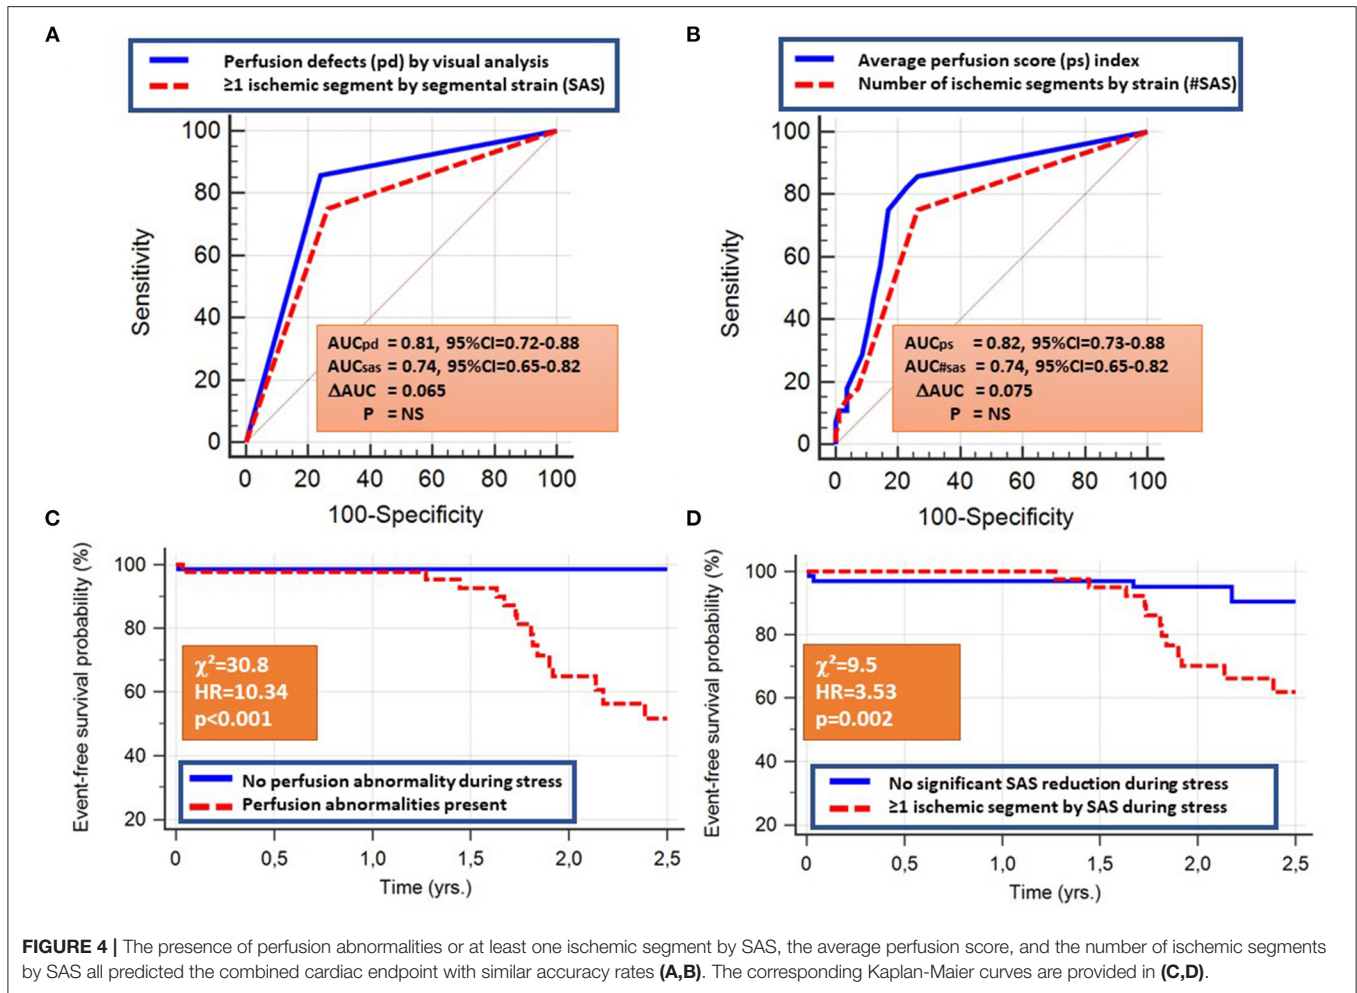 A
Perfusion defects (pd) by visual analysis
≥1 ischemic segment by segmental strain (SAS)
100
80
60
40
20
0
Sensitivity
AUCpd = 0.81, 95%CI=0.72-0.88
AUCsas = 0.74, 95%CI=0.65-0.82
ΔAUC = 0.065
P = NS
0 20 40 60 80 100
100-Specificity
B
Average perfusion score (ps) index
Number of ischemic segments by strain (#SAS)
100
80
60
40
20
0
Sensitivity
AUCps = 0.82, 95%CI=0.73-0.88
AUC#sas = 0.74, 95%CI=0.65-0.82
ΔAUC = 0.075
P = NS
0 20 40 60 80 100
100-Specificity
C
Event-free survival probability (%)
100
80
60
40
20
χ²=30.8
HR=10.34
p<0.001
No perfusion abnormality during stress
Perfusion abnormalities present
0 0,5 1,0 1,5 2,0 2,5
Time (yrs.)
D
Event-free survival probability (%)
100
80
60
40
20
χ²=9.5
HR=3.53
p=0.002
No significant SAS reduction during stress
≥1 ischemic segment by SAS during stress
0 0,5 1,0 1,5 2,0 2,5
Time (yrs.)
FIGURE 4 | The presence of perfusion abnormalities or at least one ischemic segment by SAS, the average perfusion score, and the number of ischemic segments
by SAS all predicted the combined cardiac endpoint with similar accuracy rates (A,B). The corresponding Kaplan-Maier curves are provided in (C,D).